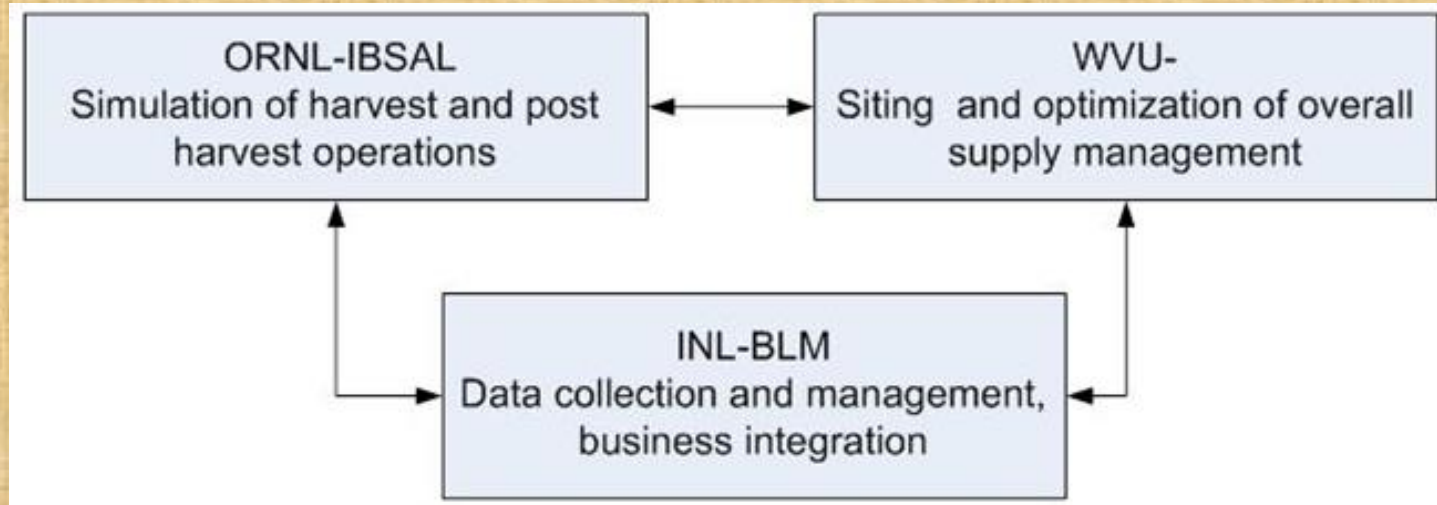 ORNL-IBSAL
Simulation of harvest and post
harvest operations
WVU-
Siting and optimization of overall
supply management
INL-BLM
Data collection and management,
business integration